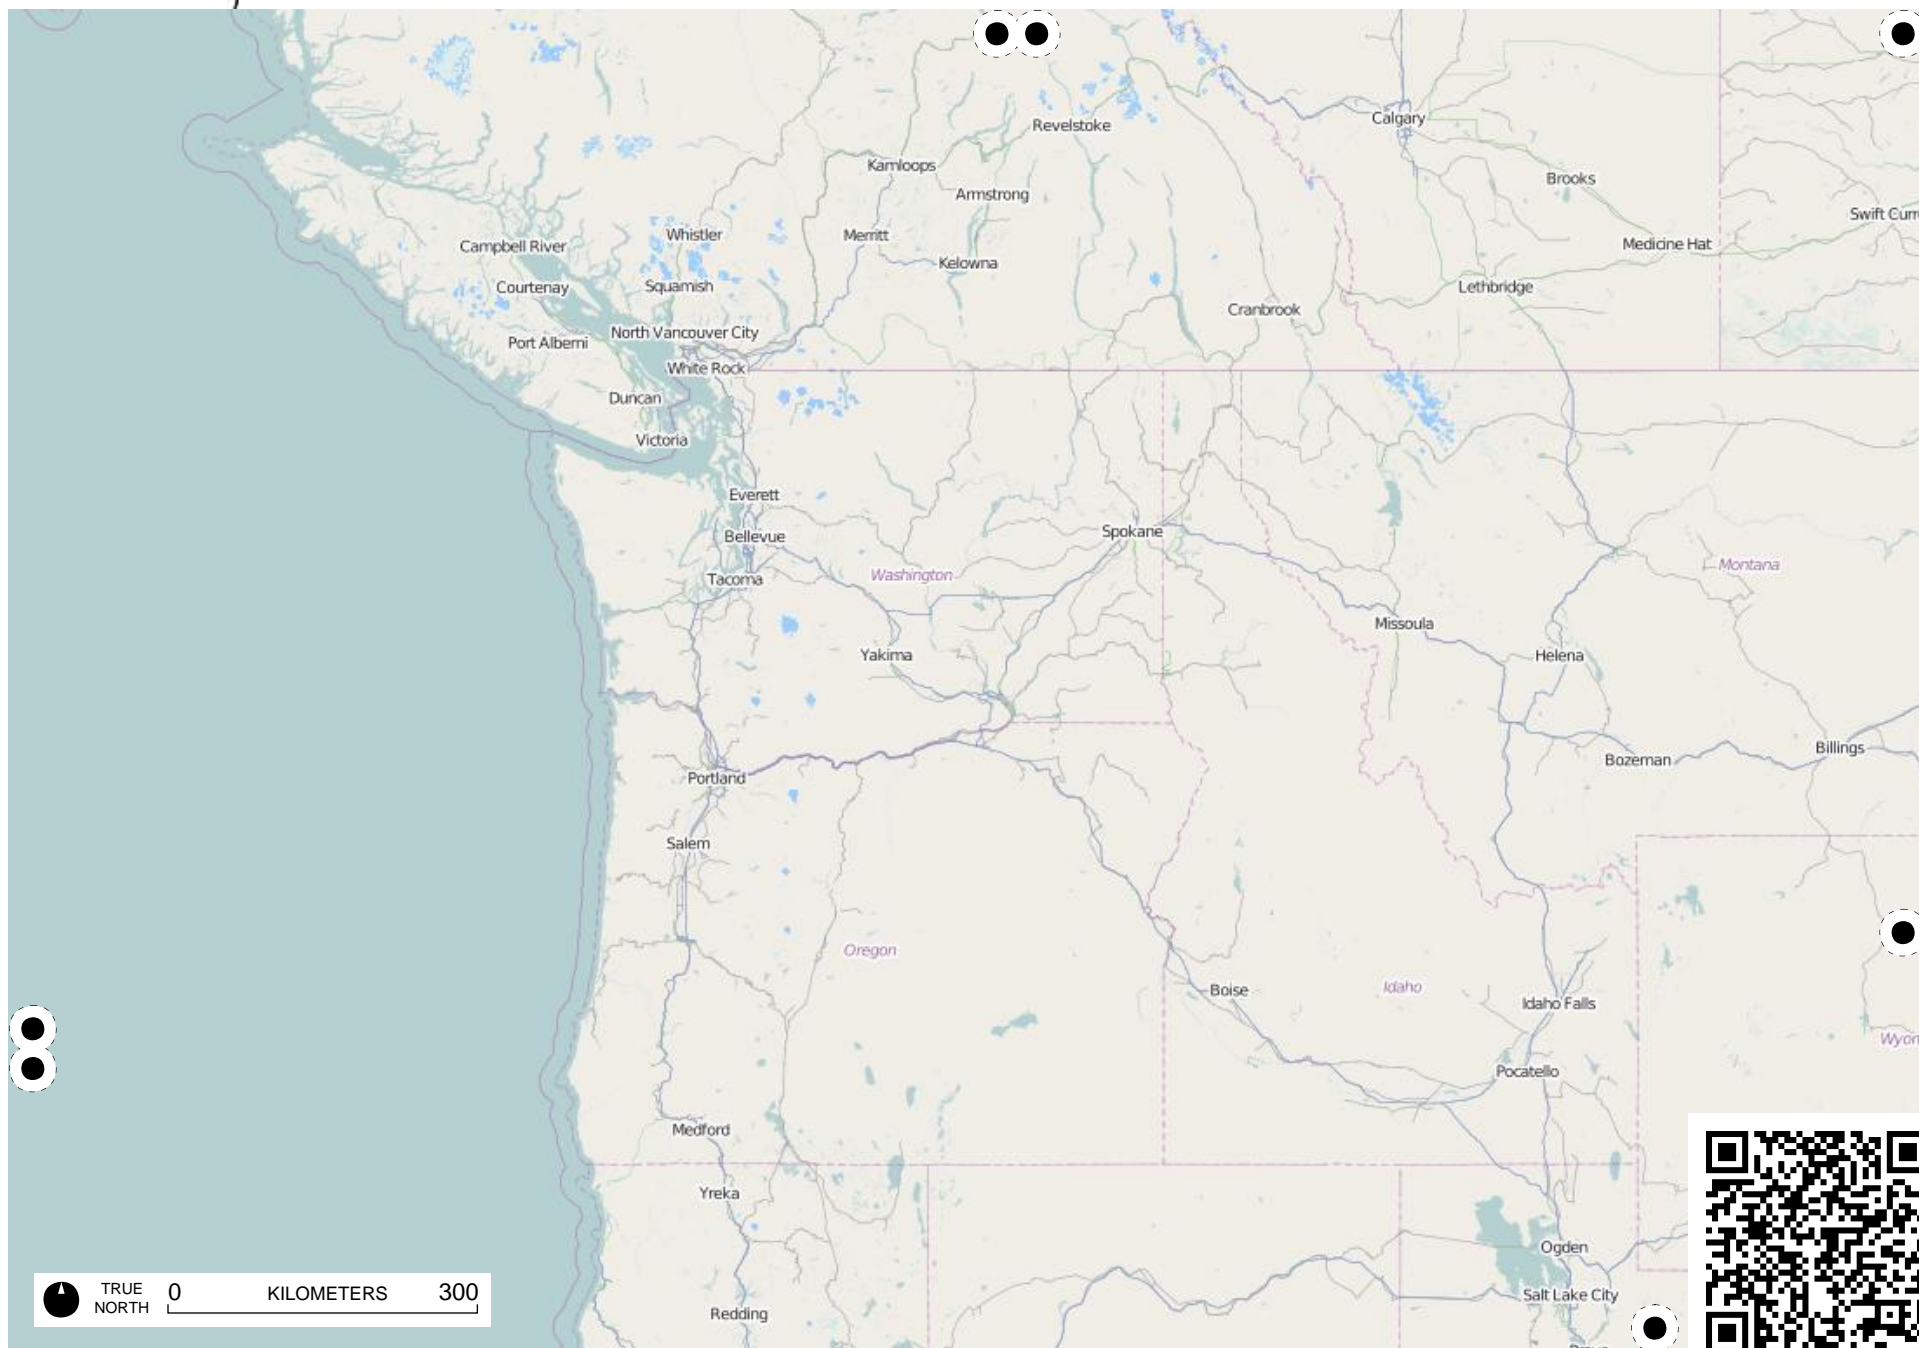 Revelstoke
Calgary
Kamloops
Armstrong
Brooks
Swift Curr
Whistler
Merritt
Medicine Hat
Campbell River
Kelowna
Courtenay
Squamish
Lethbridge
Cranbrook
North Vancouver City
Port Alberni
White Rock
Duncan
Victoria
Everett
Spokane
Bellevue
Montana
Washington
Tacoma
Missoula
Yakima
Helena
Billings
Bozeman
Portland
Salem
Oregon
Boise
Idaho
Idaho Falls
Wyon
Pocatello
Medford
Yreka
Ogden
TRUE NORTH
0 KILOMETERS 300
Salt Lake City
Redding